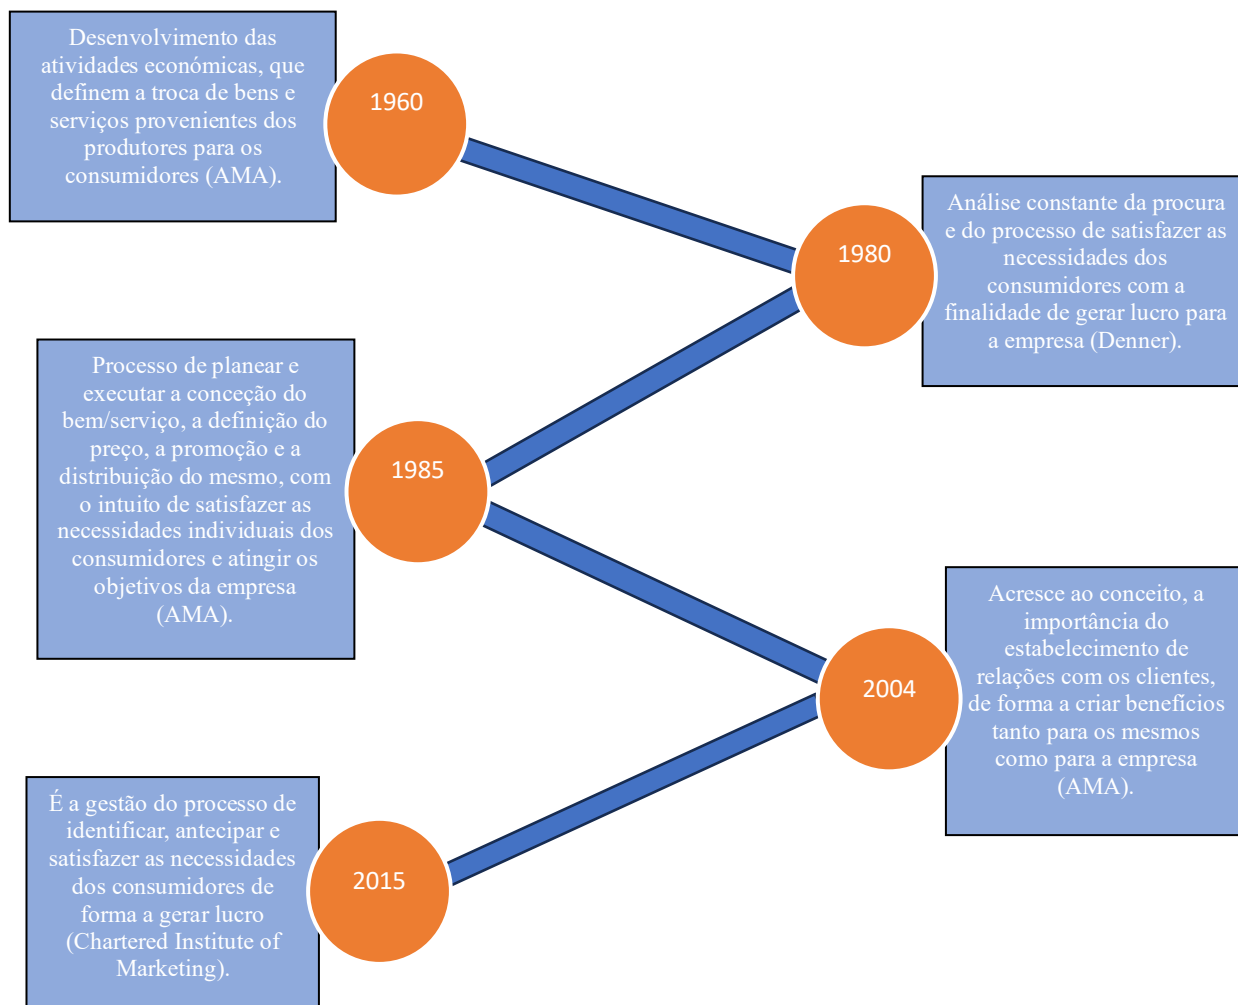 Desenvolvimento das
atividades económicas, que
definem a troca de bens e
serviços provenientes dos
produtores para os
consumidores (AMA).
1960
1980
Análise constante da procura
e do processo de satisfazer as
necessidades dos
consumidores com a
finalidade de gerar lucro para
a empresa (Denner).
Processo de planear e
executar a conceção do
bem/serviço, a definição do
preço, a promoção e a
distribuição do mesmo, com
o intuito de satisfazer as
necessidades individuais dos
consumidores e atingir os
objetivos da empresa
(AMA).
1985
2004
Acresce ao conceito, a
importância do
estabelecimento de
relações com os clientes,
de forma a criar benefícios
tanto para os mesmos
como para a empresa
(AMA).
É a gestão do processo de
identificar, antecipar e
satisfazer as necessidades
dos consumidores de
forma a gerar lucro
(Chartered Institute of
Marketing).
2015